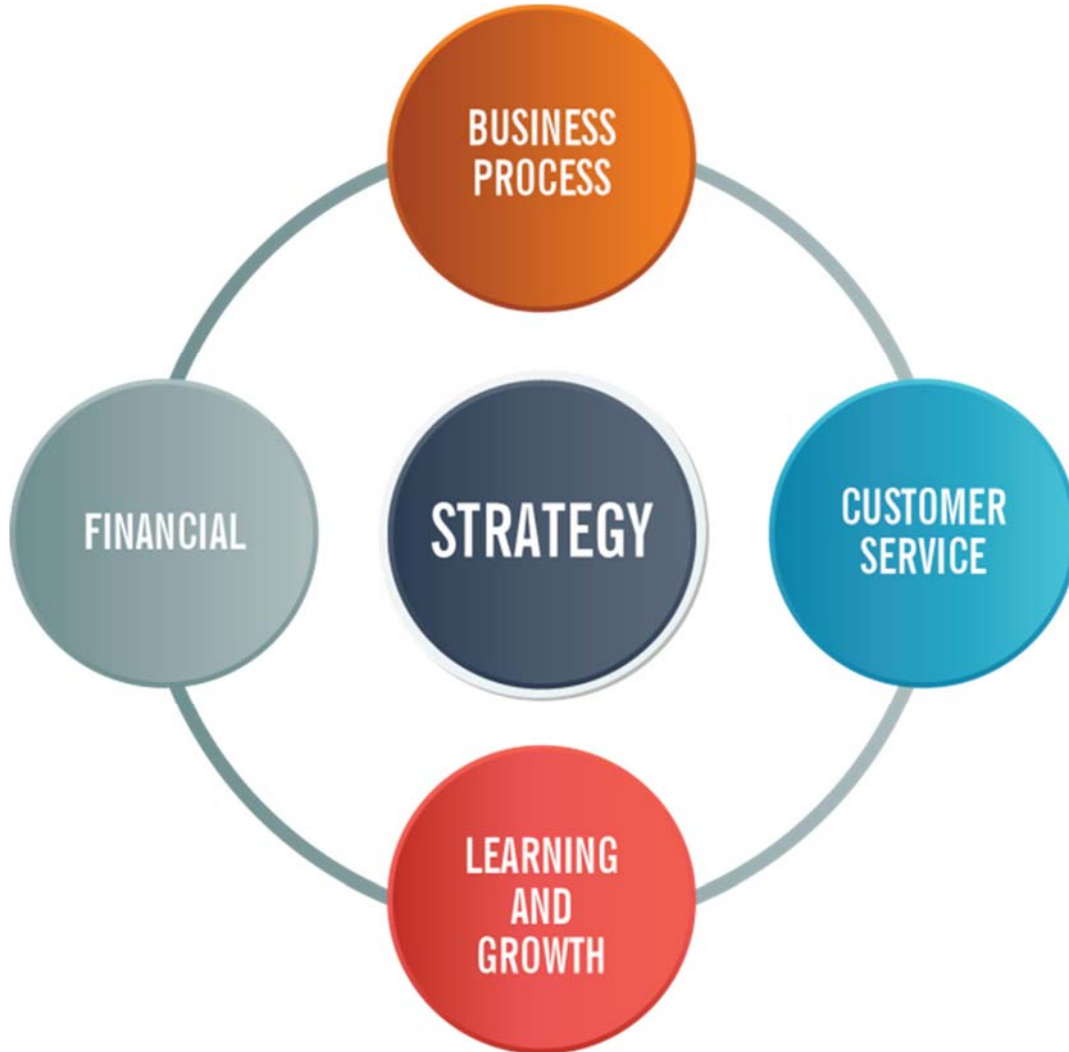 BUSINESS
PROCESS
FINANCIAL
STRATEGY
CUSTOMER
SERVICE
LEARNING
AND
GROWTH